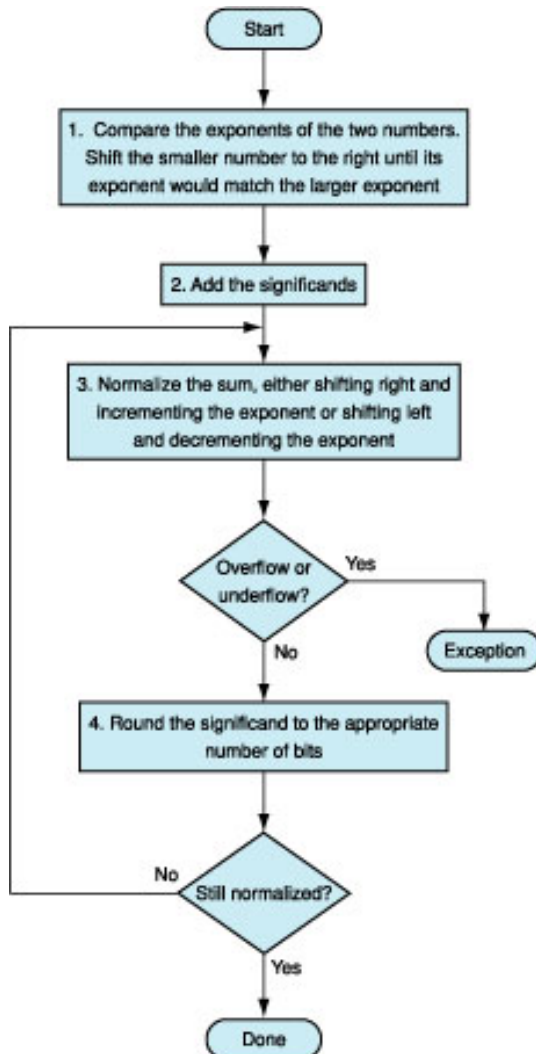 Start
1. Compare the exponents of the two numbers.
Shift the smaller number to the right until its
exponent would match the larger exponent
2. Add the significands
3. Normalize the sum, either shifting right and
incrementing the exponent or shifting left
and decrementing the exponent
Overflow or
underflow?
Yes
Exception
No
4. Round the significand to the appropriate
number of bits
No
Still normalized?
Yes
Done